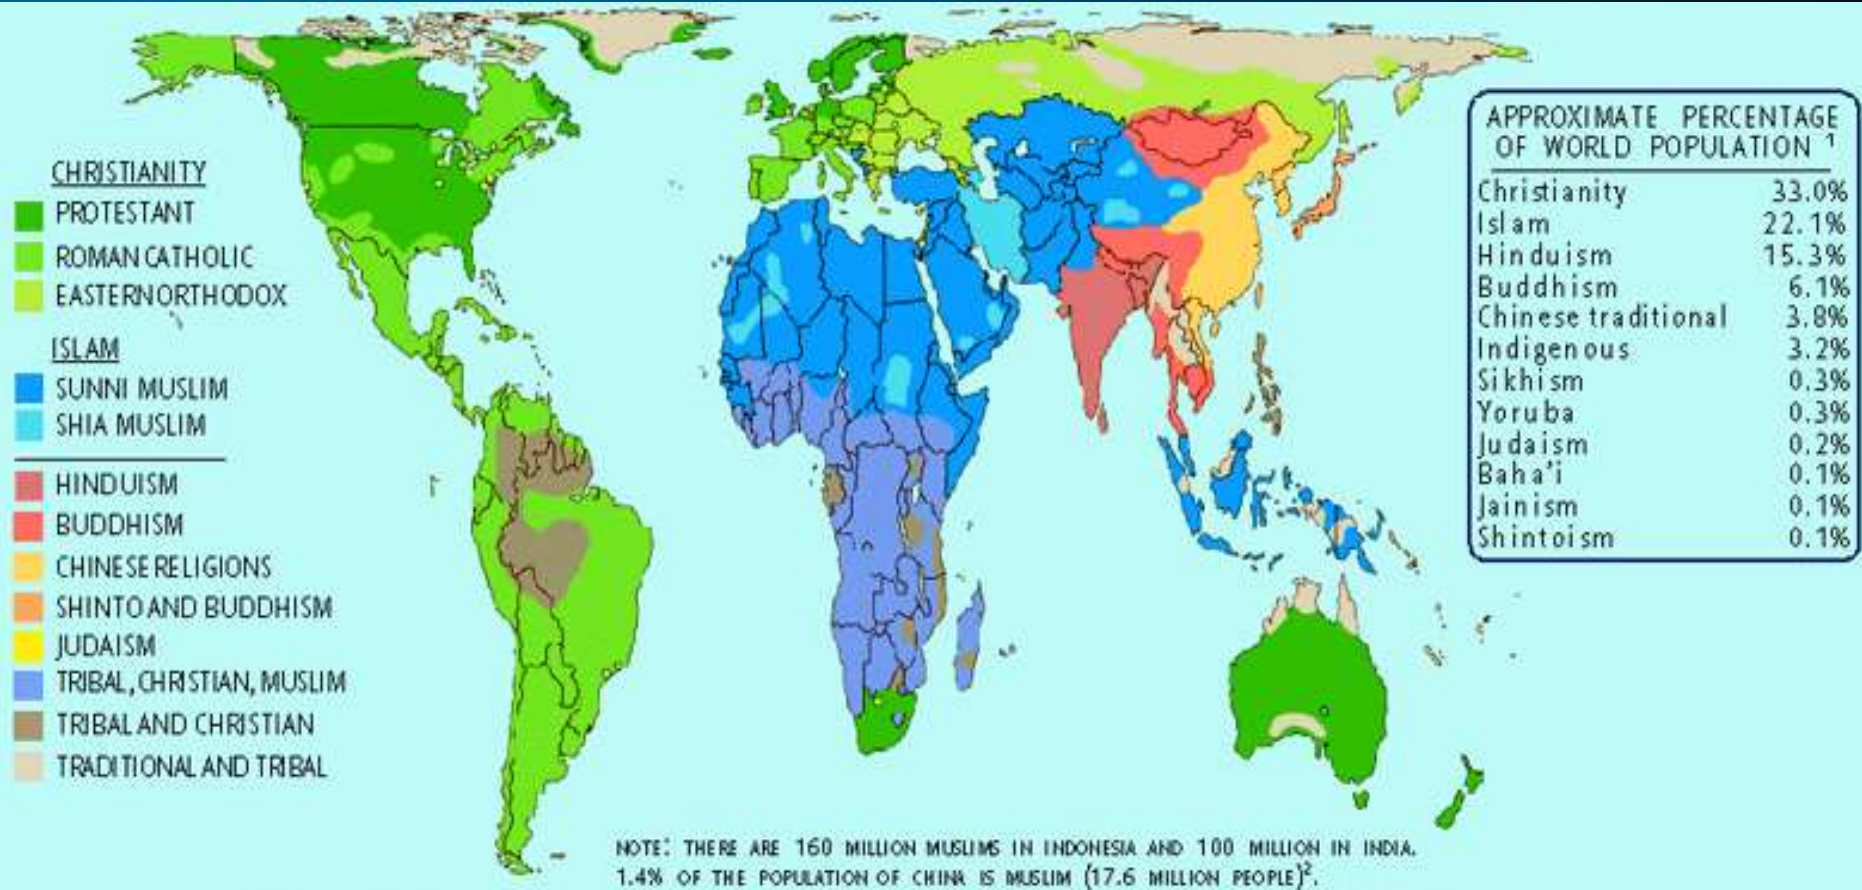 CHRISTIANITY
PROTESTANT
ROMAN CATHOLIC
EASTERNORTHODOX
ISLAM
SUNNI MUSLIM
SHIA MUSLIM
HINDUISM
BUDDHISM
CHINESE RELIGIONS
SHINTO AND BUDDHISM
JUDAISM
TRIBAL, CHRISTIAN, MUSLIM
TRIBAL AND CHRISTIAN
TRADITIONAL AND TRIBAL
APPROXIMATE PERCENTAGE
OF WORLD POPULATION 1
Christianity 33.0%
Islam 22.1%
Hinduism 15.3%
Buddhism 6.1%
Chinese traditional 3.8%
Indigenous 3.2%
Sikhism 0.3%
Yoruba 0.3%
Judaism 0.2%
Baha'i 0.1%
Jainism 0.1%
Shintoism 0.1%
NOTE: THERE ARE 160 MILLION MUSLIMS IN INDONESIA AND 100 MILLION IN INDIA.
1.4% OF THE POPULATION OF CHINA IS MUSLIM (17.6 MILLION PEOPLE)2.